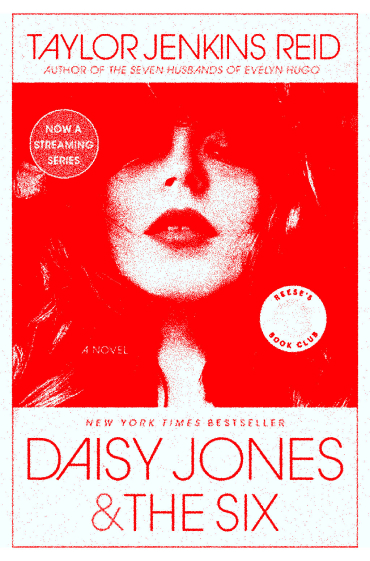 TAYLOR JENKINS REID
AUTHOR OF THE SEVEN HUSBANDS OF EVELYN HUGO
NOW A
STREAMING
SERIES
REESE'S
BOOK CLUB
A NOVEL
NEW YORK TIMES BESTSELLER
DAISY JONES
& THE SIX